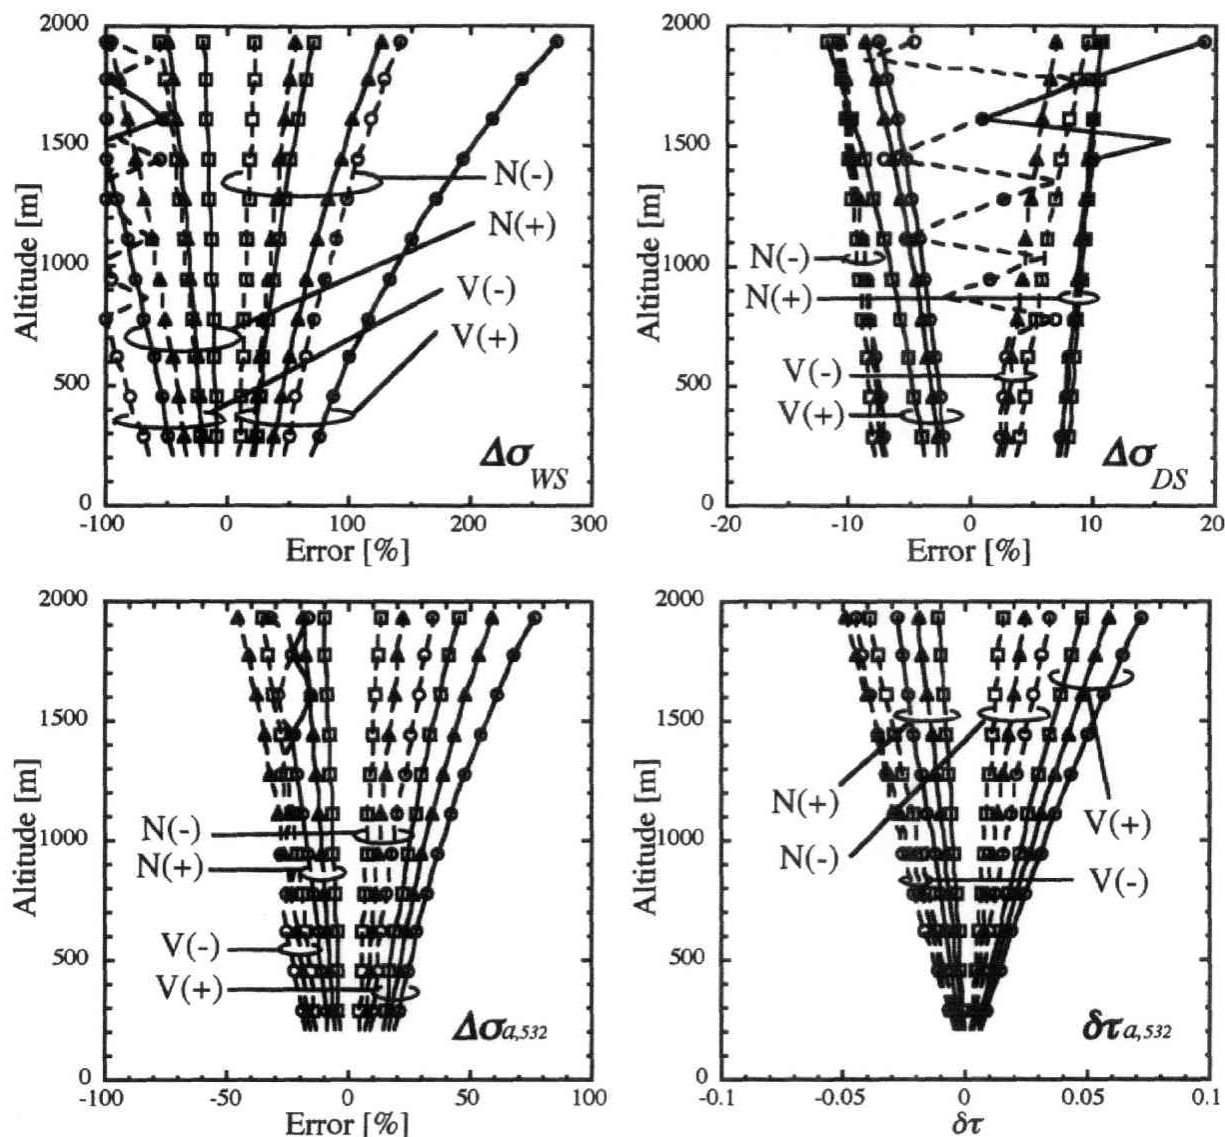 2000
1500
1000
500
0
Altitude [m]
-100
0
100
200
300
Error [%]
N(-)
N(+)
V(-)
V(+)
Δσ WS
2000
1500
1000
500
0
Altitude [m]
-20
-10
0
10
20
Error [%]
N(-)
N(+)
V(-)
V(+)
Δσ DS
2000
1500
1000
500
0
Altitude [m]
-100
-50
0
50
100
Error [%]
N(-)
N(+)
V(-)
V(+)
Δσ a,532
2000
1500
1000
500
0
Altitude [m]
-0.1
-0.05
0
0.05
0.1
δτ
N(+)
N(-)
V(+)
V(-)
δτ a,532